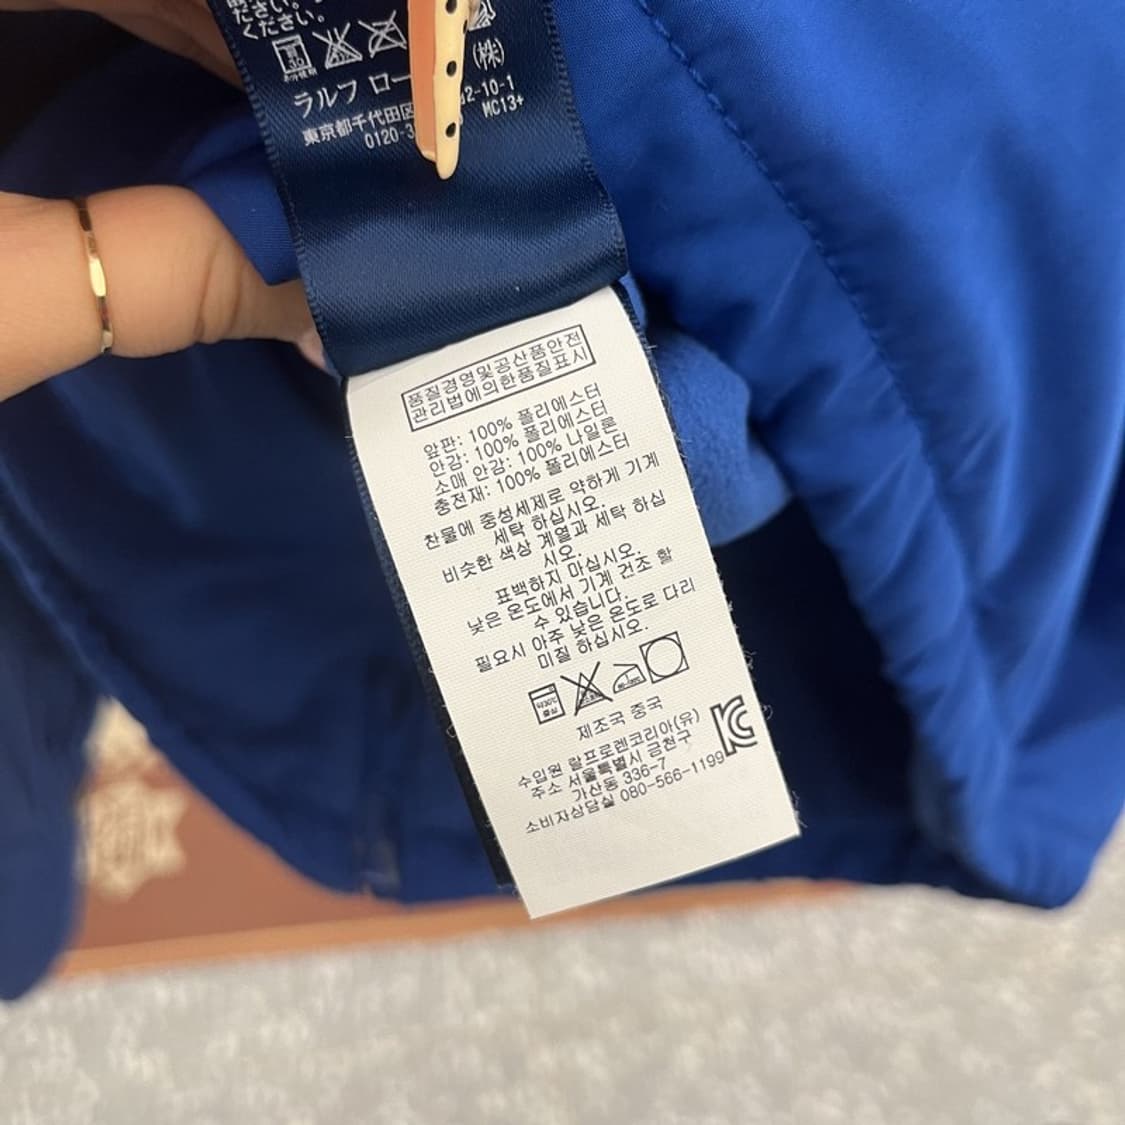 ださい。
ください。
ラルフ ロー (株)
東京都千代田区 2-10-1
0120-3 MC13+
품질경영및공산품안전
관리법에의한품질표시
앞판: 100% 폴리에스터
안감: 100% 폴리에스터
소매 안감: 100% 나일론
충전재: 100% 폴리에스터
찬물에 중성세제로 약하게 기계
세탁 하십시오.
비슷한 색상 계열과 세탁 하십
시오.
표백하지 마십시오.
낮은 온도에서 기계 건조 할
수 있습니다.
필요시 아주 낮은 온도로 다리
미질 하십시오.
제조국 중국
수입원 랄프로렌코리아(유)
주소 서울특별시 금천구
가산동 336-7
소비자상담실 080-566-1199